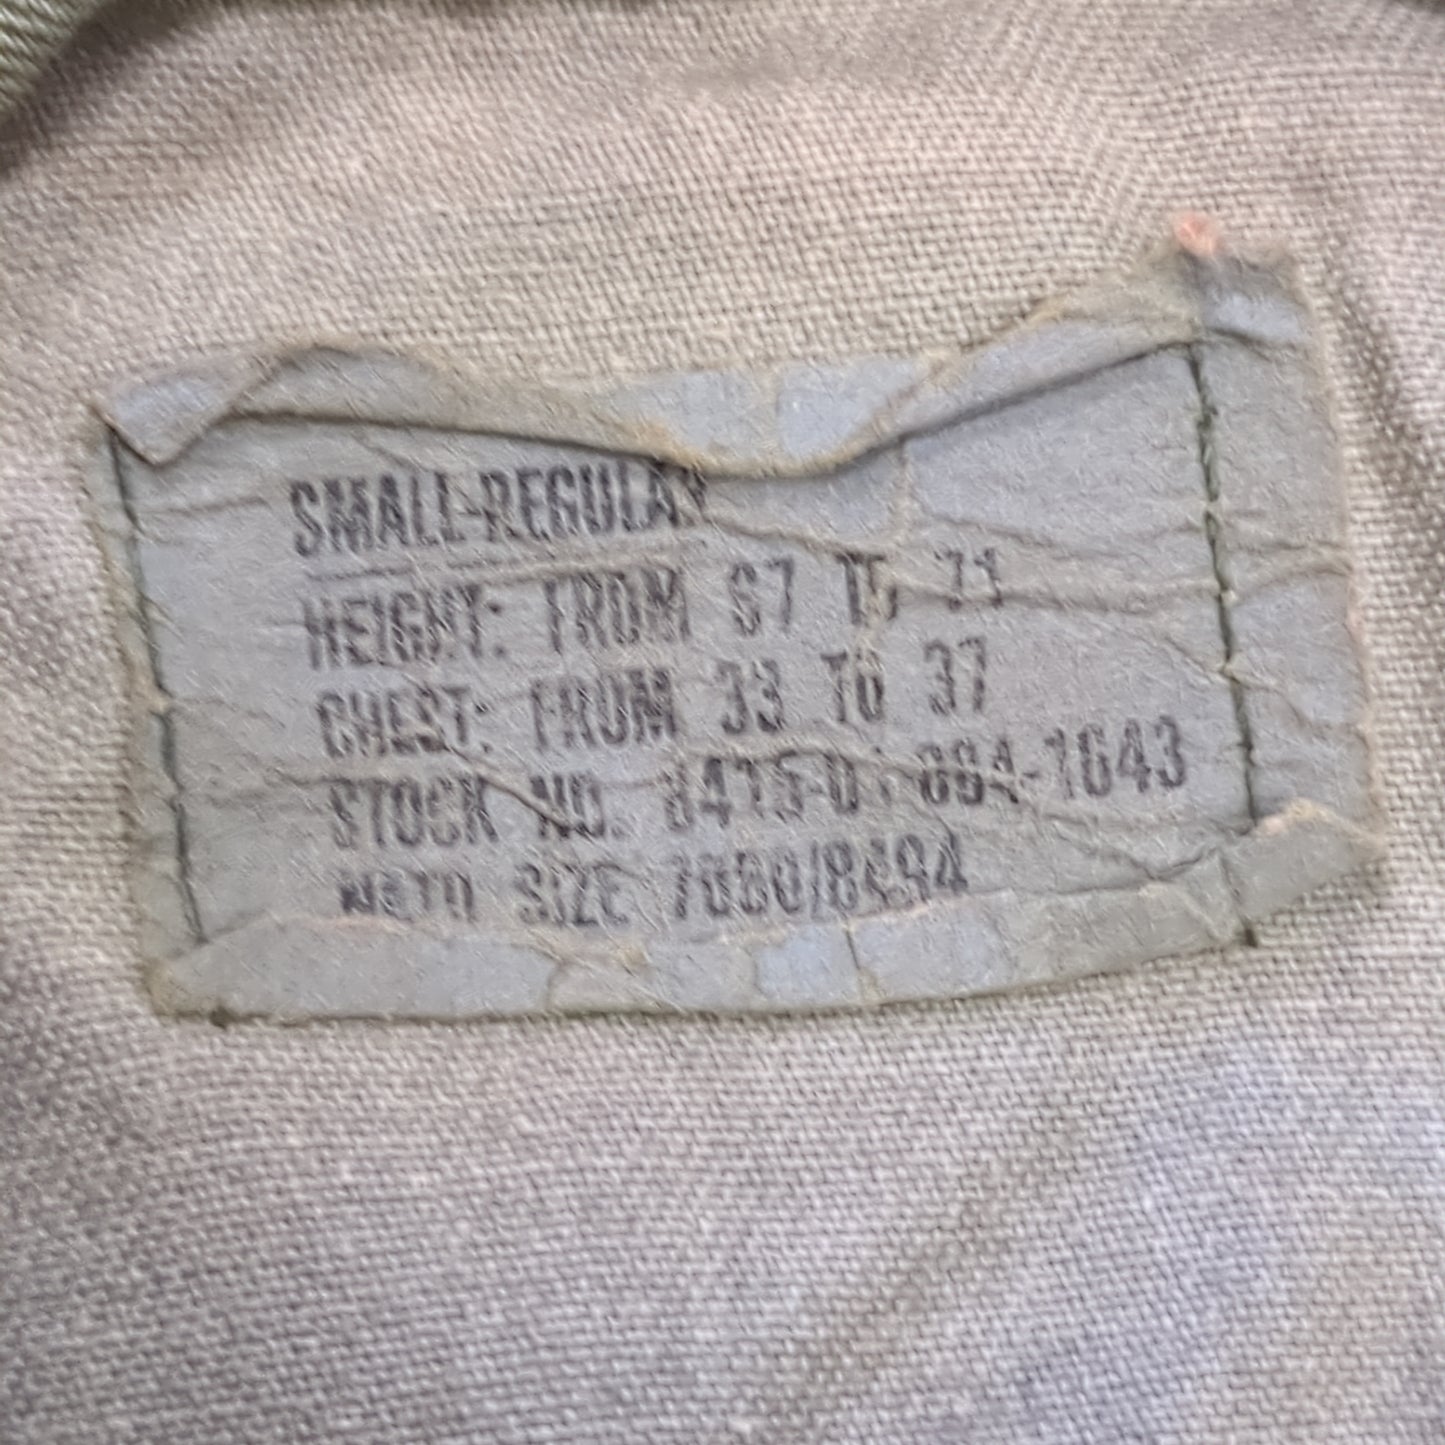 SMALL-REGULAR
HEIGHT: FROM 67 TO 71
CHEST: FROM 33 TO 37
STOCK NO. 8415-01-084-1643
NATO SIZE 7080/8494